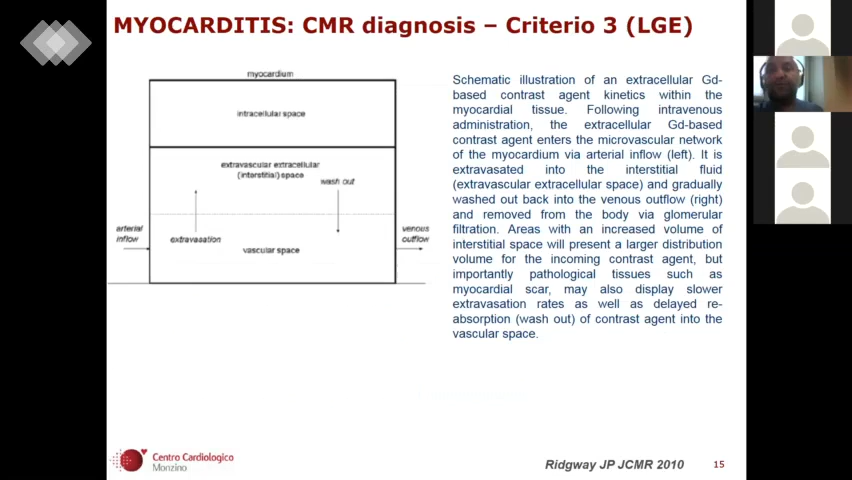 MYOCARDITIS: CMR diagnosis – Criterio 3 (LGE)
myocardium
intracellular space
extravascular extracellular
(interstitial) space
wash out
arterial
inflow
extravasation
vascular space
venous
outflow
Schematic illustration of an extracellular Gd-
based contrast agent kinetics within the
myocardial tissue. Following intravenous
administration, the extracellular Gd-based
contrast agent enters the microvascular network
of the myocardium via arterial inflow (left). It is
extravasated into the interstitial fluid
(extravascular extracellular space) and gradually
washed out back into the venous outflow (right)
and removed from the body via glomerular
filtration. Areas with an increased volume of
interstitial space will present a larger distribution
volume for the incoming contrast agent, but
importantly pathological tissues such as
myocardial scar, may also display slower
extravasation rates as well as delayed re-
absorption (wash out) of contrast agent into the
vascular space.
Centro Cardiologico
Monzino
Ridgway JP JCMR 2010
15